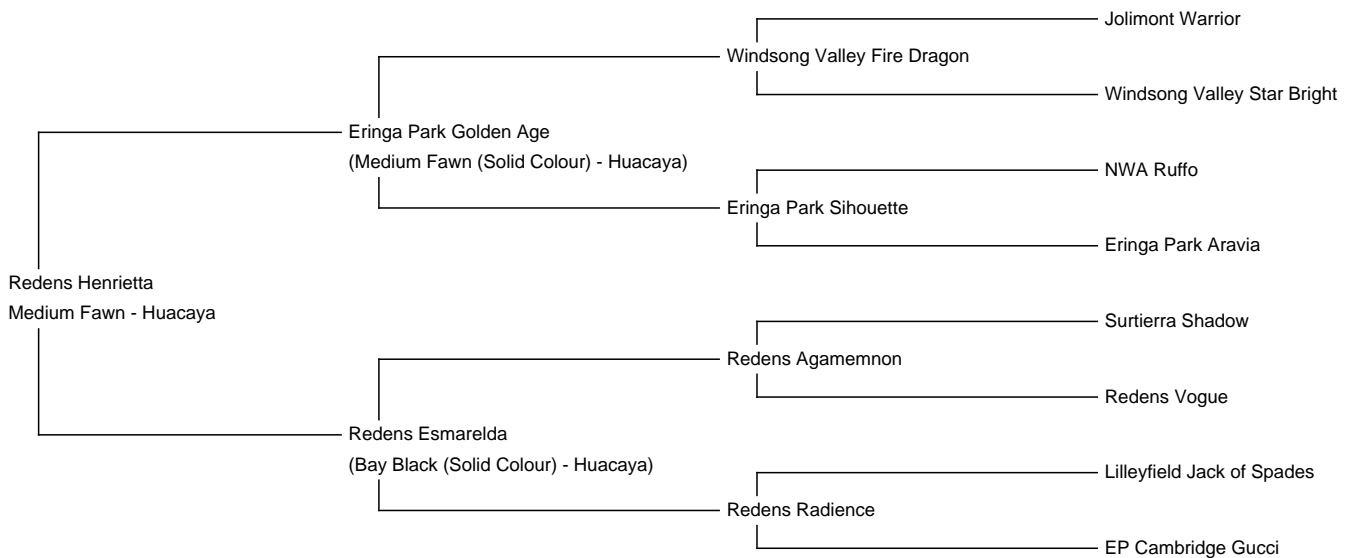 Jolimont Warrior
Windsong Valley Fire Dragon
Windsong Valley Star Bright
Eringa Park Golden Age
(Medium Fawn (Solid Colour) - Huacaya)
NWA Ruffo
Eringa Park Sihouette
Eringa Park Aravia
Redens Henrietta
Medium Fawn - Huacaya
Surtierra Shadow
Redens Agamemnon
Redens Vogue
Redens Esmarelda
(Bay Black (Solid Colour) - Huacaya)
Lilleyfield Jack of Spades
Redens Radience
EP Cambridge Gucci